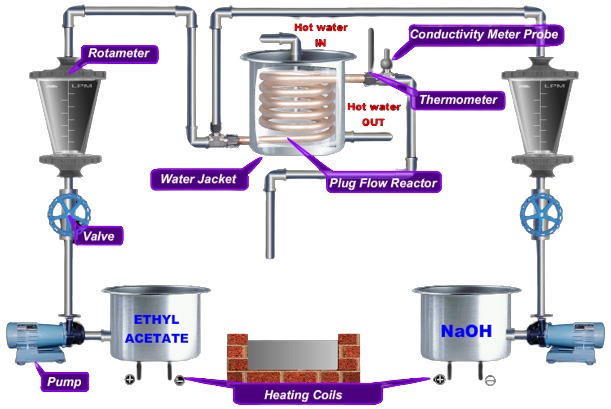 Hot water
IN
Conductivity Meter Probe
Rotameter
LPM
LPM
Thermometer
Hot water
OUT
Water Jacket
Plug Flow Reactor
Valve
ETHYL
ACETATE
NaOH
Pump
Heating Coils